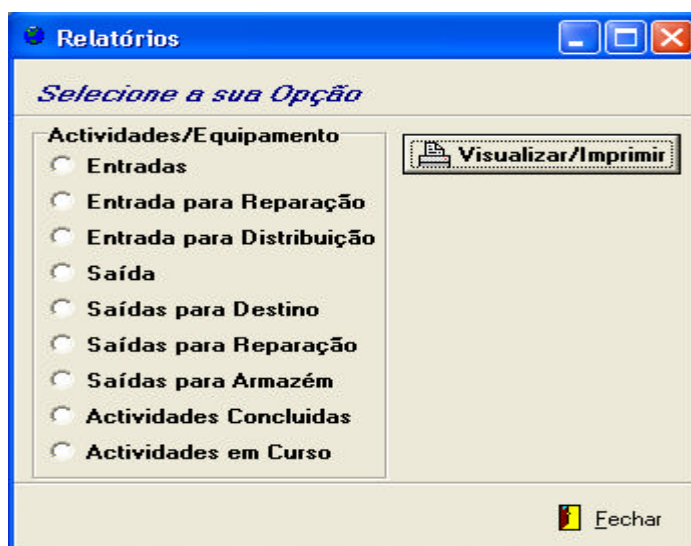 Relatórios
Selecione a sua Opção
Actividades/Equipamento
Visualizar/Imprimir
Entradas
Entrada para Reparação
Entrada para Distribuição
Saída
Saídas para Destino
Saídas para Reparação
Saídas para Armazém
Actividades Concluidas
Actividades em Curso
Fechar